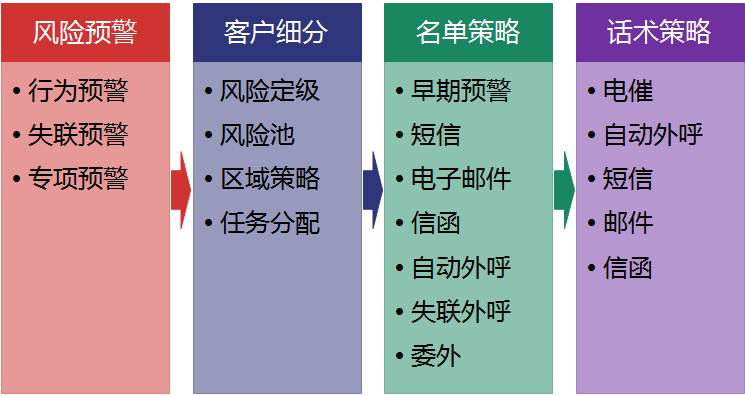 风险预警
• 行为预警
• 失联预警
• 专项预警
客户细分
• 风险定级
• 风险池
• 区域策略
• 任务分配
名单策略
• 早期预警
• 短信
• 电子邮件
• 信函
• 自动外呼
• 失联外呼
• 委外
话术策略
• 电催
• 自动外呼
• 短信
• 邮件
• 信函